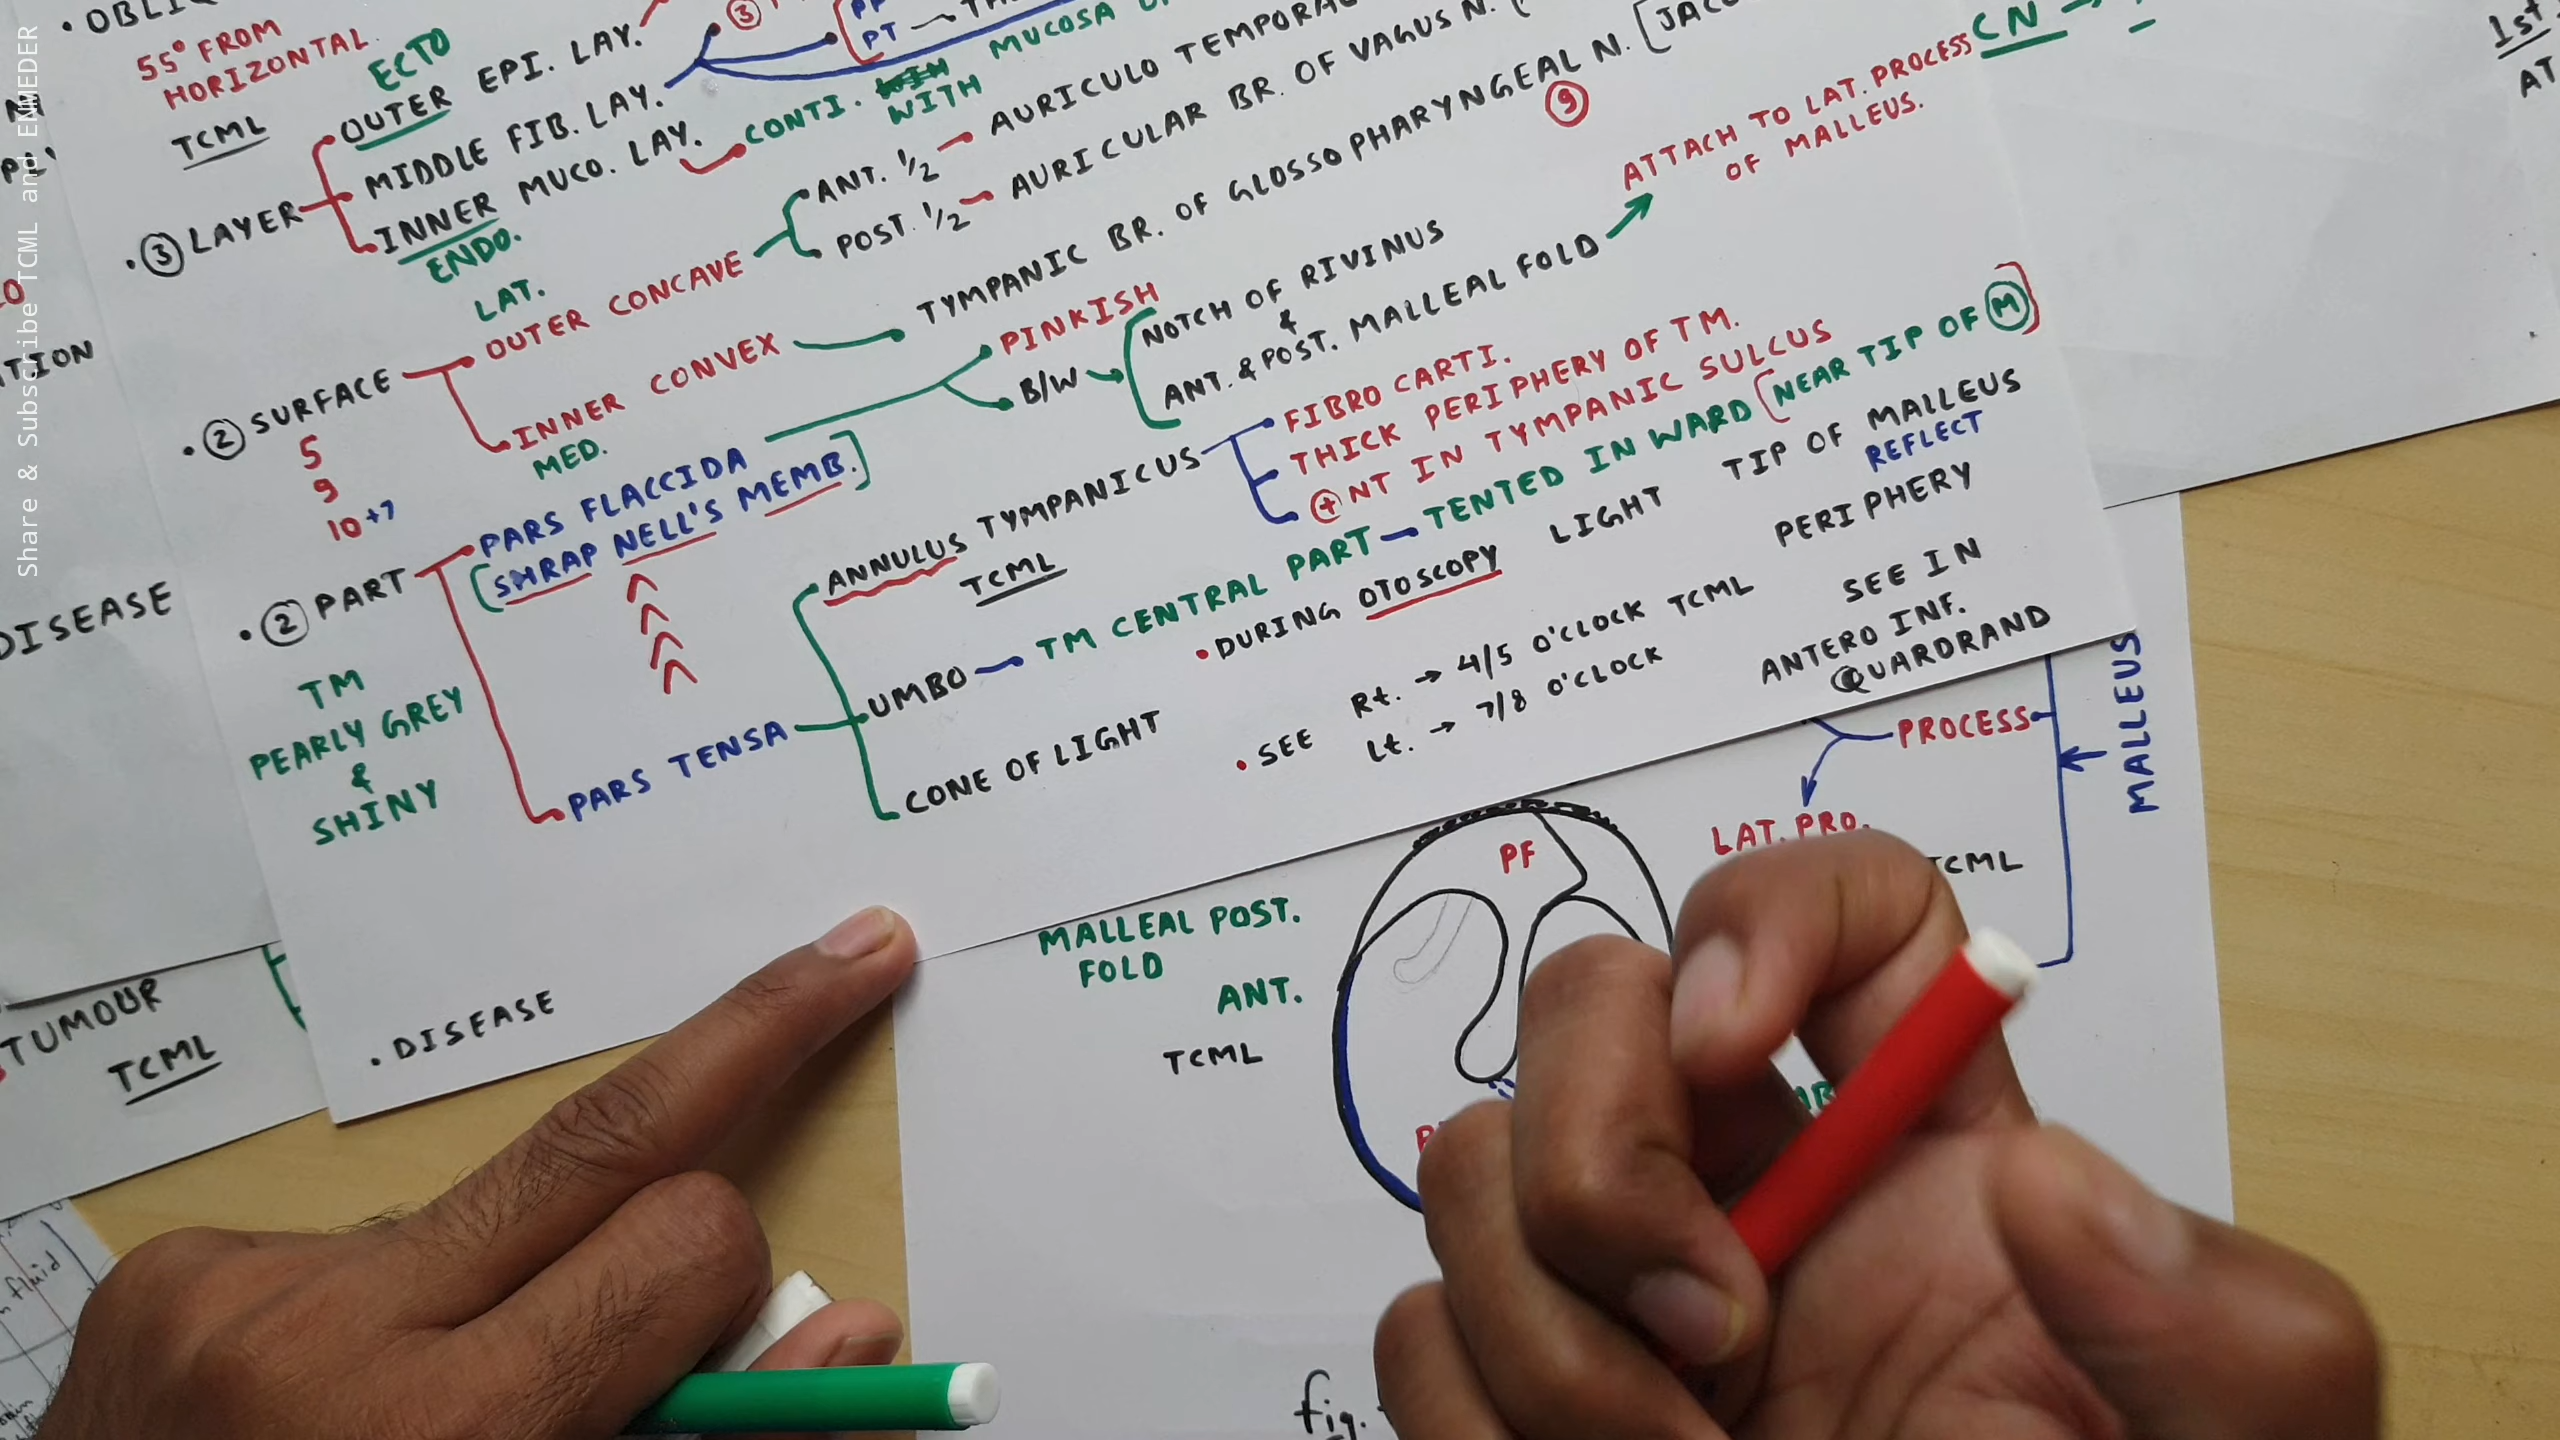 Share & Subscribe TCML and ENMEDER
55° FROM
HORIZONTAL
TCML
ECTO
OUTER EPI. LAY.
MIDDLE FIB. LAY.
INNER MUCO. LAY.
ENDO.
③ LAYER
③
PT
CONTI. WITH MUCOSA
ANT. 1/2 AURICULO
POST. 1/2 AURICULAR BR. OF VAGUS N.
LAT.
OUTER CONCAVE
② SURFACE
5
9
10+7
INNER CONVEX
MED.
TYMPANIC BR. OF GLOSSO PHARYNGEAL N.
⑨
CN
1st
AT
ATTACH TO LAT. PROCESS
OF MALLEUS.
PINKISH
B/W
NOTCH OF RIVINUS
&
ANT. & POST. MALLEAL FOLD
② PART
PARS FLACCIDA
[SHRAP NELL'S MEMB.]
TM
PEARLY GREY
&
SHINY
PARS TENSA
ANNULUS TYMPANICUS
TCML
FIBRO CARTI.
THICK PERIPHERY OF TM.
⊕NT IN TYMPANIC SULCUS
UMBO TM CENTRAL PART TENTED IN WARD [NEAR TIP OF M]
CONE OF LIGHT
• DURING OTOSCOPY LIGHT TIP OF MALLEUS
REFLECT
PERIPHERY
• SEE Rt. → 4/5 O'CLOCK TCML
Lt. → 7/8 O'CLOCK
SEE IN
ANTERO INF.
QUARDRAND
• DISEASE
DISEASE
TUMOUR
TCML
fluid
PROCESS
MALLEUS
LAT. PRO.
TCML
PF
MALLEAL POST.
FOLD
ANT.
TCML
fig.